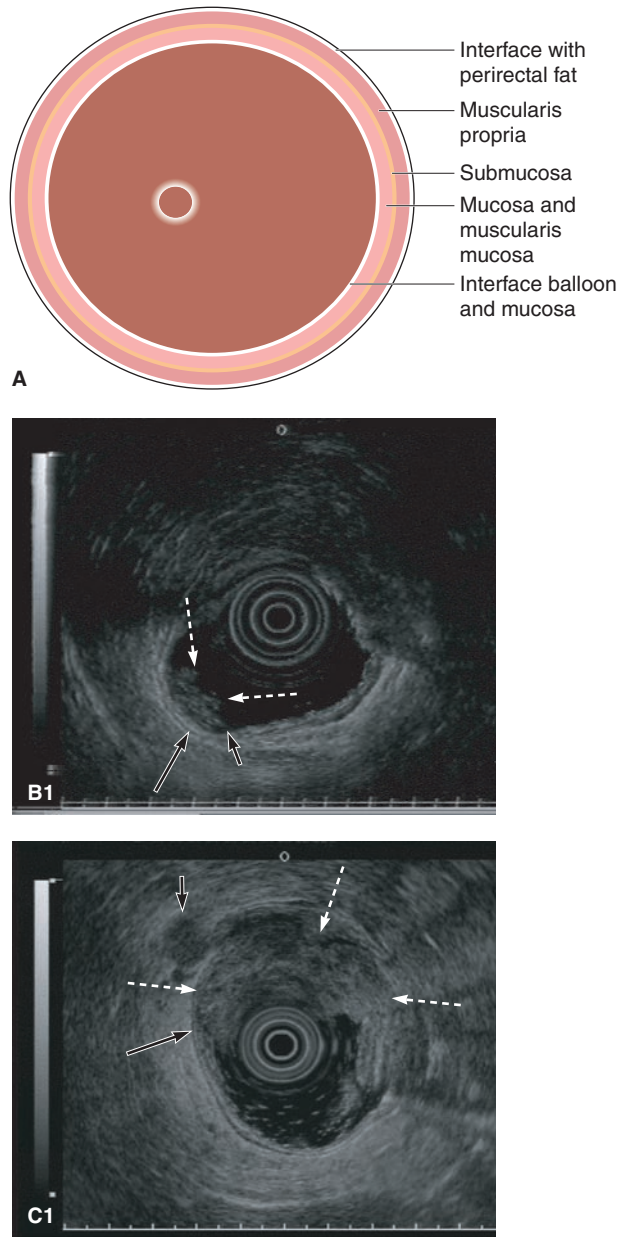 Interface with
perirectal fat
Muscularis
propria
Submucosa
Mucosa and
muscularis
mucosa
Interface balloon
and mucosa
A
B1
C1